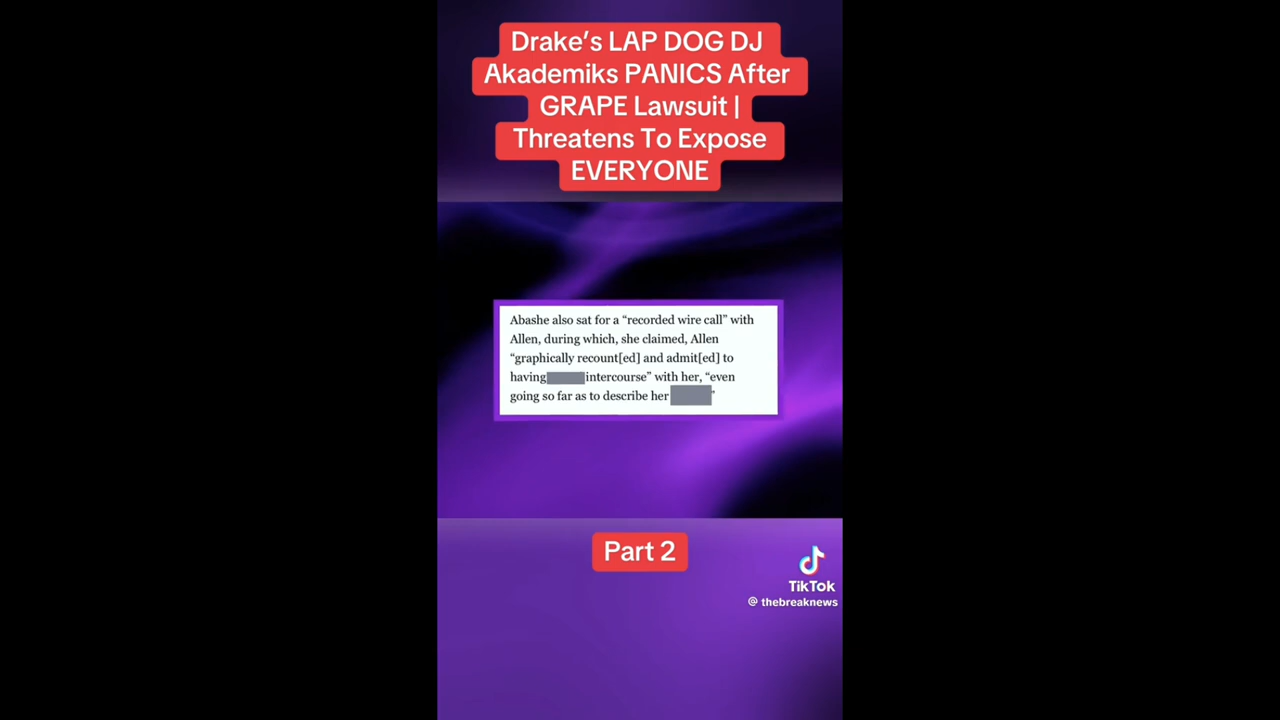 Drake’s LAP DOG DJ
Akademiks PANICS After
GRAPE Lawsuit |
Threatens To Expose
EVERYONE
Abashe also sat for a “recorded wire call” with
Allen, during which, she claimed, Allen
“graphically recount[ed] and admit[ed] to
having intercourse” with her, “even
going so far as to describe her ”
Part 2
TikTok
@ thebreaknews